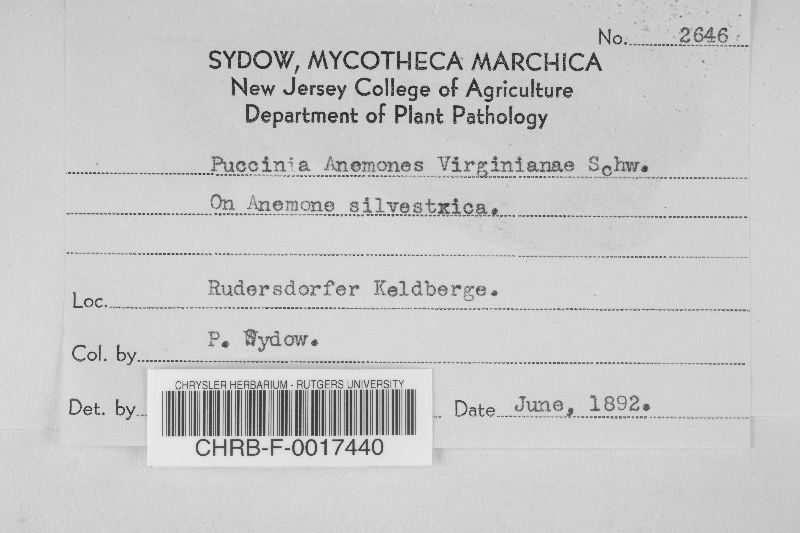 No. 2646
SYDOW, MYCOTHECA MARCHICA
New Jersey College of Agriculture
Department of Plant Pathology
Puccinia Anemones Virginianae Schw.
On Anemone silvestxica.
Loc. Rudersdorfer Keldberge.
Col. by P. Sydow.
Det. by
Date June, 1892.
CHRYSLER HERBARIUM - RUTGERS UNIVERSITY
CHRB-F-0017440